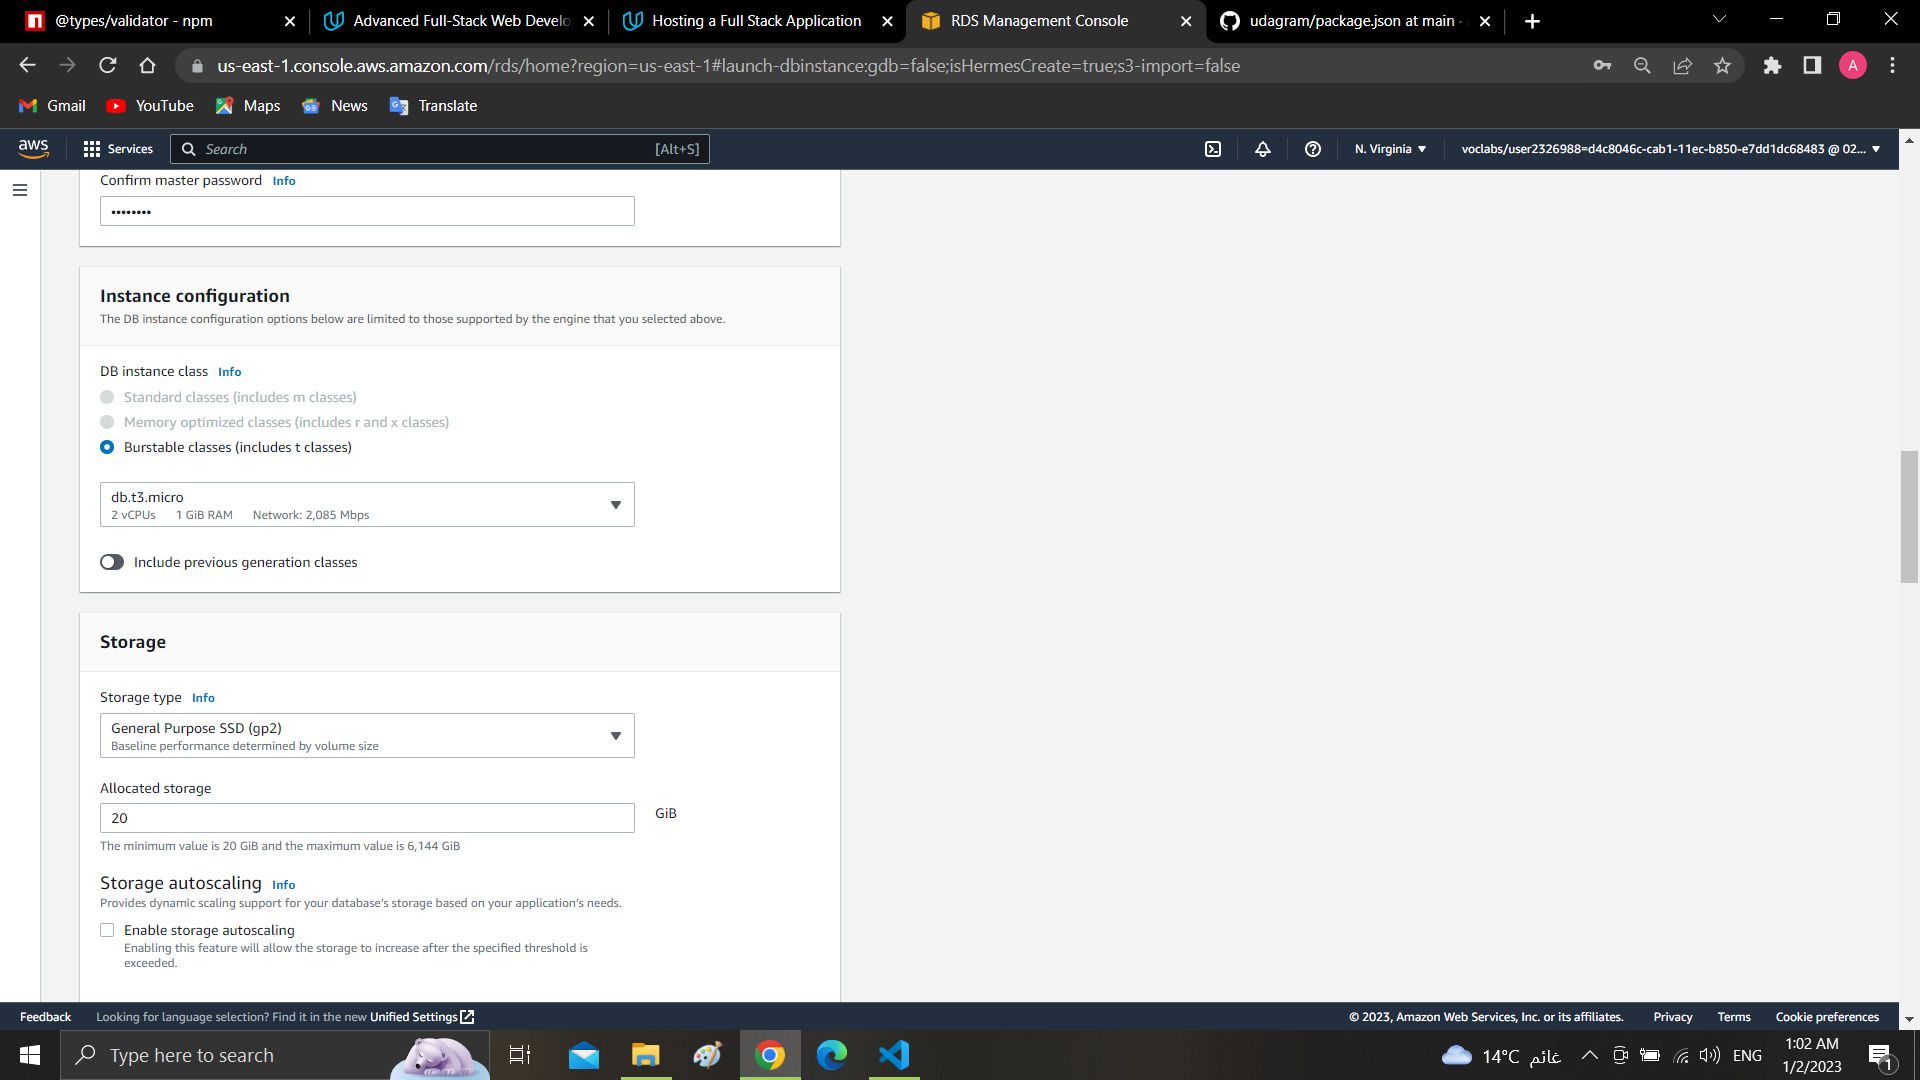 @types/validator - npm
Advanced Full-Stack Web Develo
Hosting a Full Stack Application
RDS Management Console
udagram/package.json at main ·
us-east-1.console.aws.amazon.com/rds/home?region=us-east-1#launch-dbinstance:gdb=false;isHermesCreate=true;s3-import=false
A
Gmail
YouTube
Maps
News
Translate
aws
Services
Search
[Alt+S]
N. Virginia
voclabs/user2326988=d4c8046c-cab1-11ec-b850-e7dd1dc68483 @ 02...
Confirm master password Info
••••••••
Instance configuration
The DB instance configuration options below are limited to those supported by the engine that you selected above.
DB instance class Info
Standard classes (includes m classes)
Memory optimized classes (includes r and x classes)
Burstable classes (includes t classes)
db.t3.micro
2 vCPUs 1 GiB RAM Network: 2,085 Mbps
Include previous generation classes
Storage
Storage type Info
General Purpose SSD (gp2)
Baseline performance determined by volume size
Allocated storage
20
GiB
The minimum value is 20 GiB and the maximum value is 6,144 GiB
Storage autoscaling Info
Provides dynamic scaling support for your database's storage based on your application's needs.
Enable storage autoscaling
Enabling this feature will allow the storage to increase after the specified threshold is
exceeded.
Feedback
Looking for language selection? Find it in the new Unified Settings
© 2023, Amazon Web Services, Inc. or its affiliates.
Privacy
Terms
Cookie preferences
Type here to search
14°C غائم
ENG
1:02 AM
1/2/2023
1